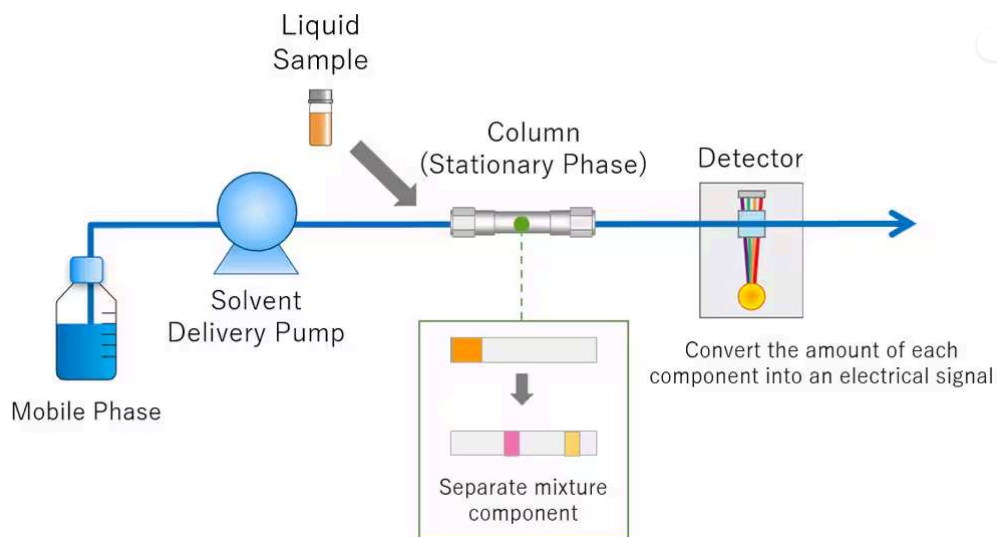 Liquid
Sample
Column
(Stationary Phase)
Detector
Solvent
Delivery Pump
Mobile Phase
Convert the amount of each
component into an electrical signal
Separate mixture
component